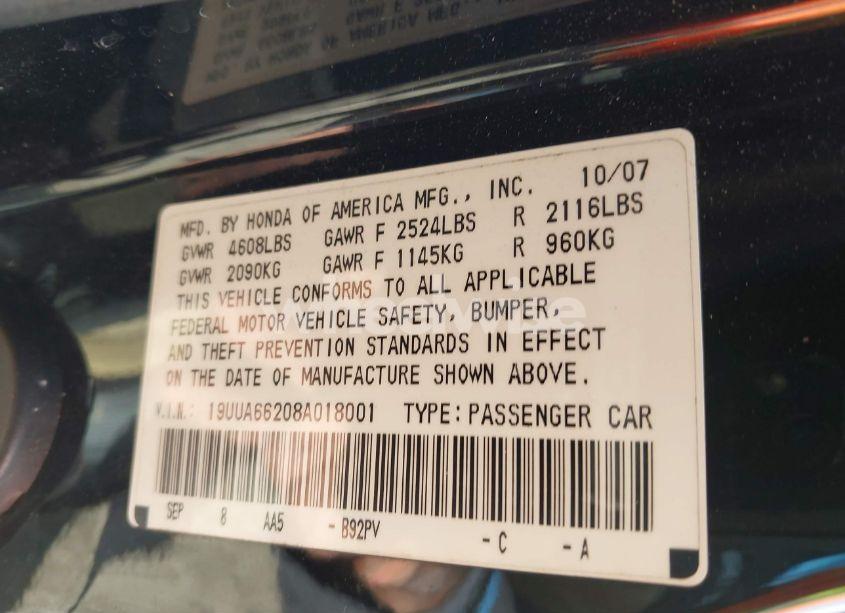 MFD. BY HONDA OF AMERICA MFG., INC. 10/07
GVWR 4608LBS GAWR F 2524LBS R 2116LBS
GVWR 2090KG GAWR F 1145KG R 960KG
THIS VEHICLE CONFORMS TO ALL APPLICABLE
FEDERAL MOTOR VEHICLE SAFETY, BUMPER,
AND THEFT PREVENTION STANDARDS IN EFFECT
ON THE DATE OF MANUFACTURE SHOWN ABOVE.
V.I.N.: 19UUA66208A018001 TYPE: PASSENGER CAR
SEP 8 AA5 - B92PV - C - A